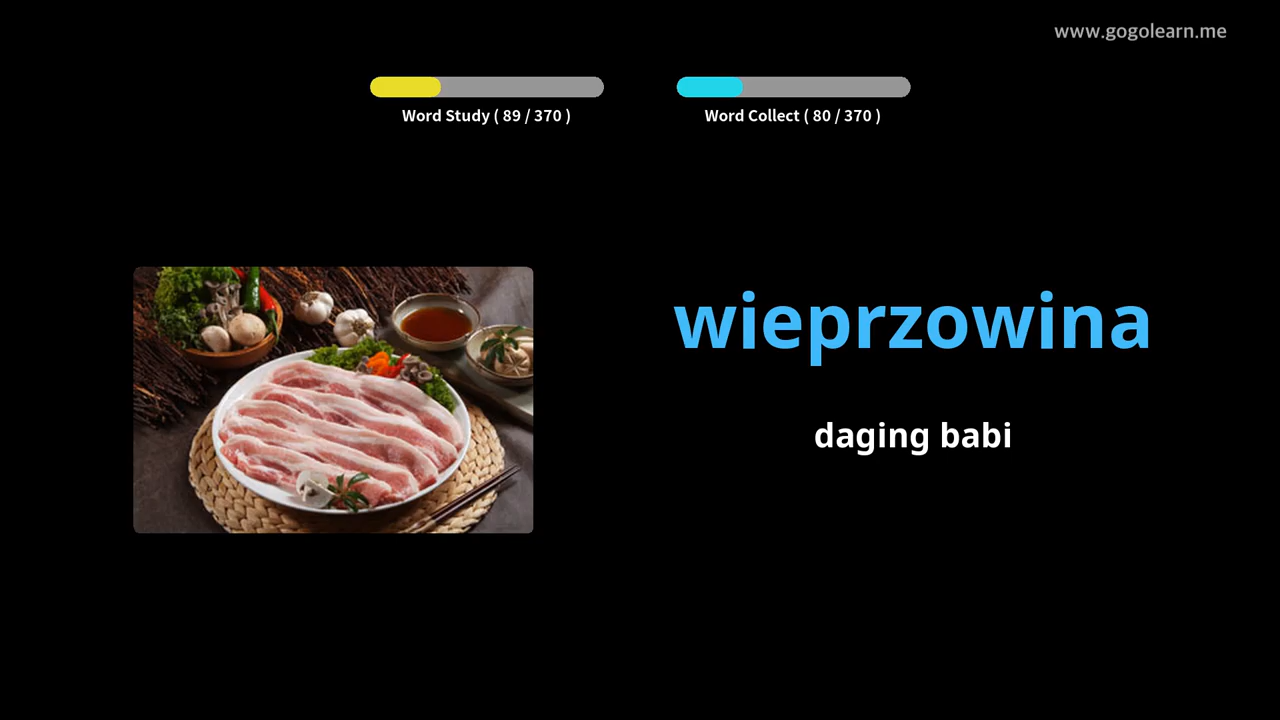 www.gogolearn.me
Word Study ( 89 / 370 )
Word Collect ( 80 / 370 )
wieprzowina
daging babi